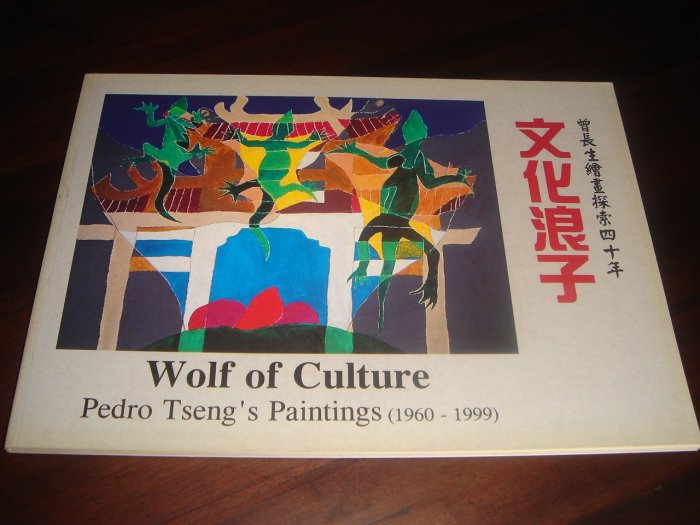 曾長生繪畫探索四十年
文化浪子
Wolf of Culture
Pedro Tseng's Paintings (1960 - 1999)